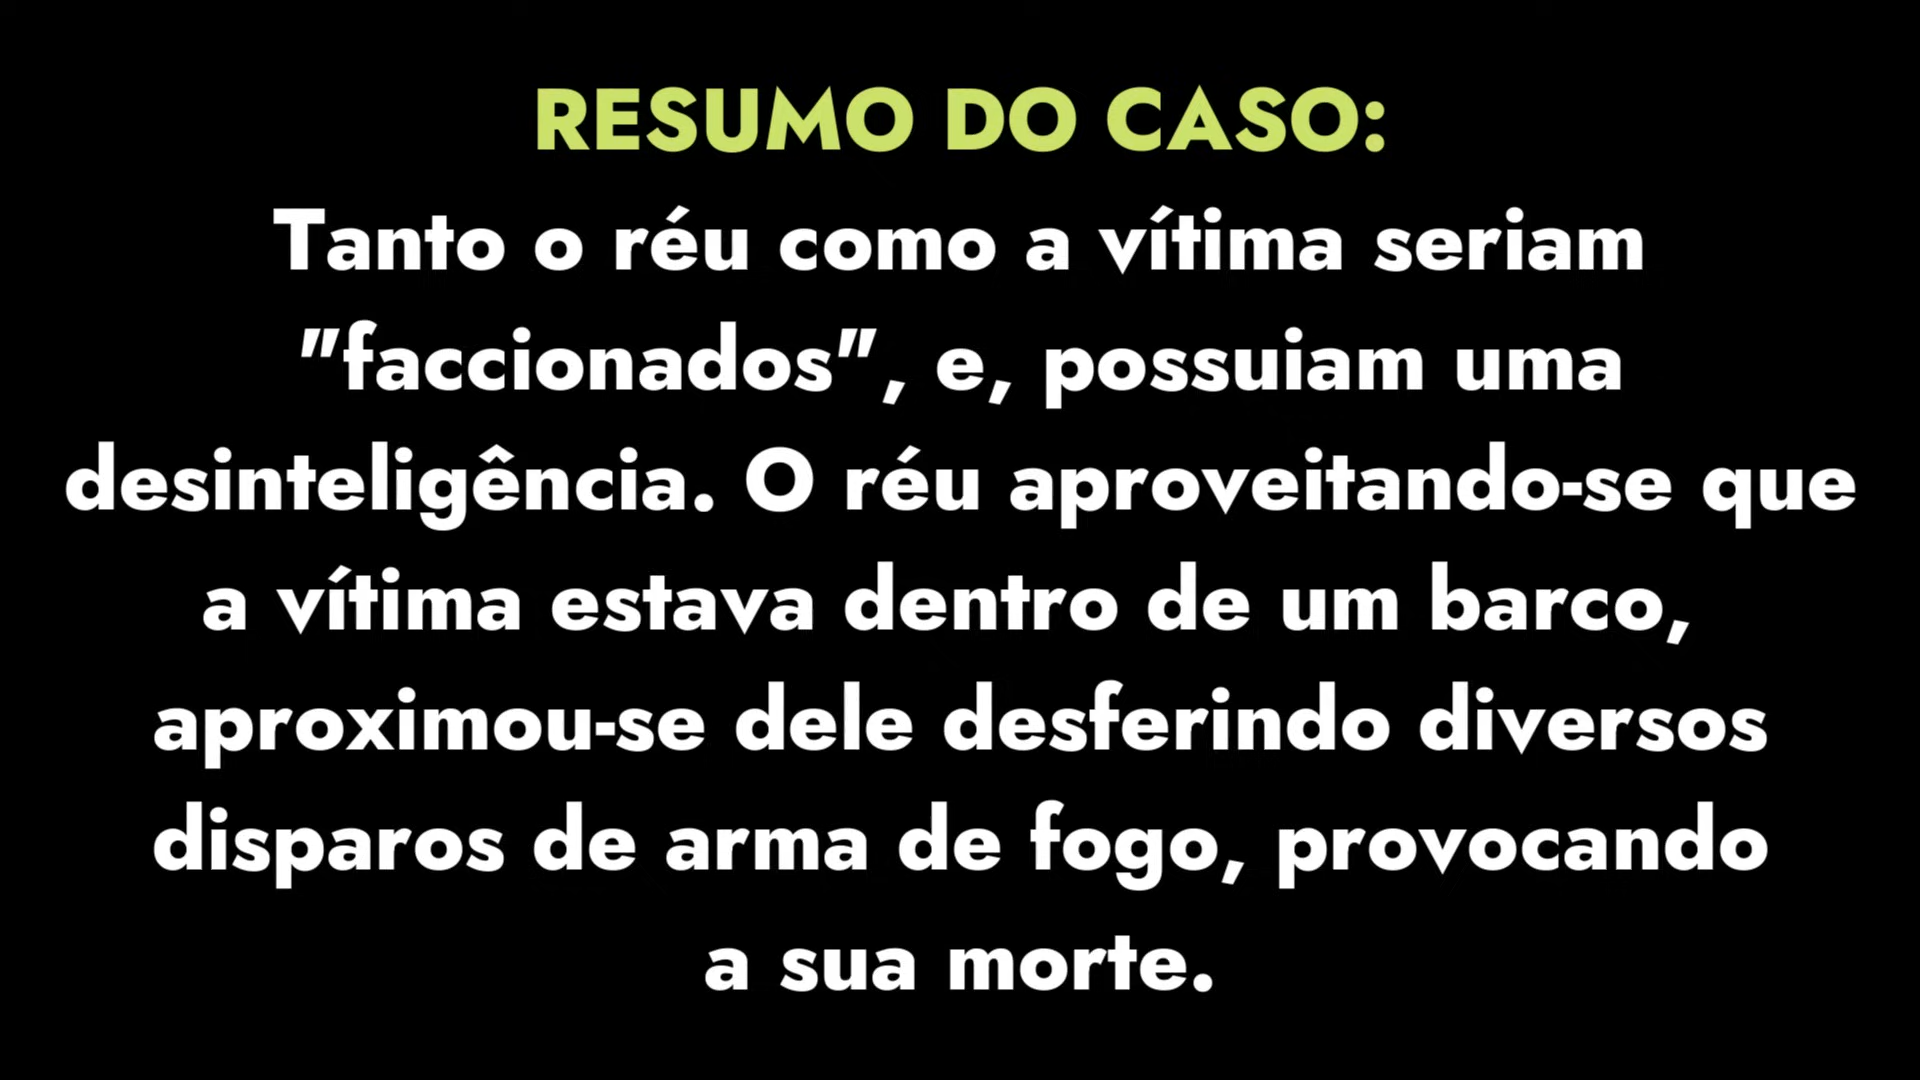 RESUMO DO CASO:
Tanto o réu como a vítima seriam
"faccionados", e, possuiam uma
desinteligência. O réu aproveitando-se que
a vítima estava dentro de um barco,
aproximou-se dele desferindo diversos
disparos de arma de fogo, provocando
a sua morte.